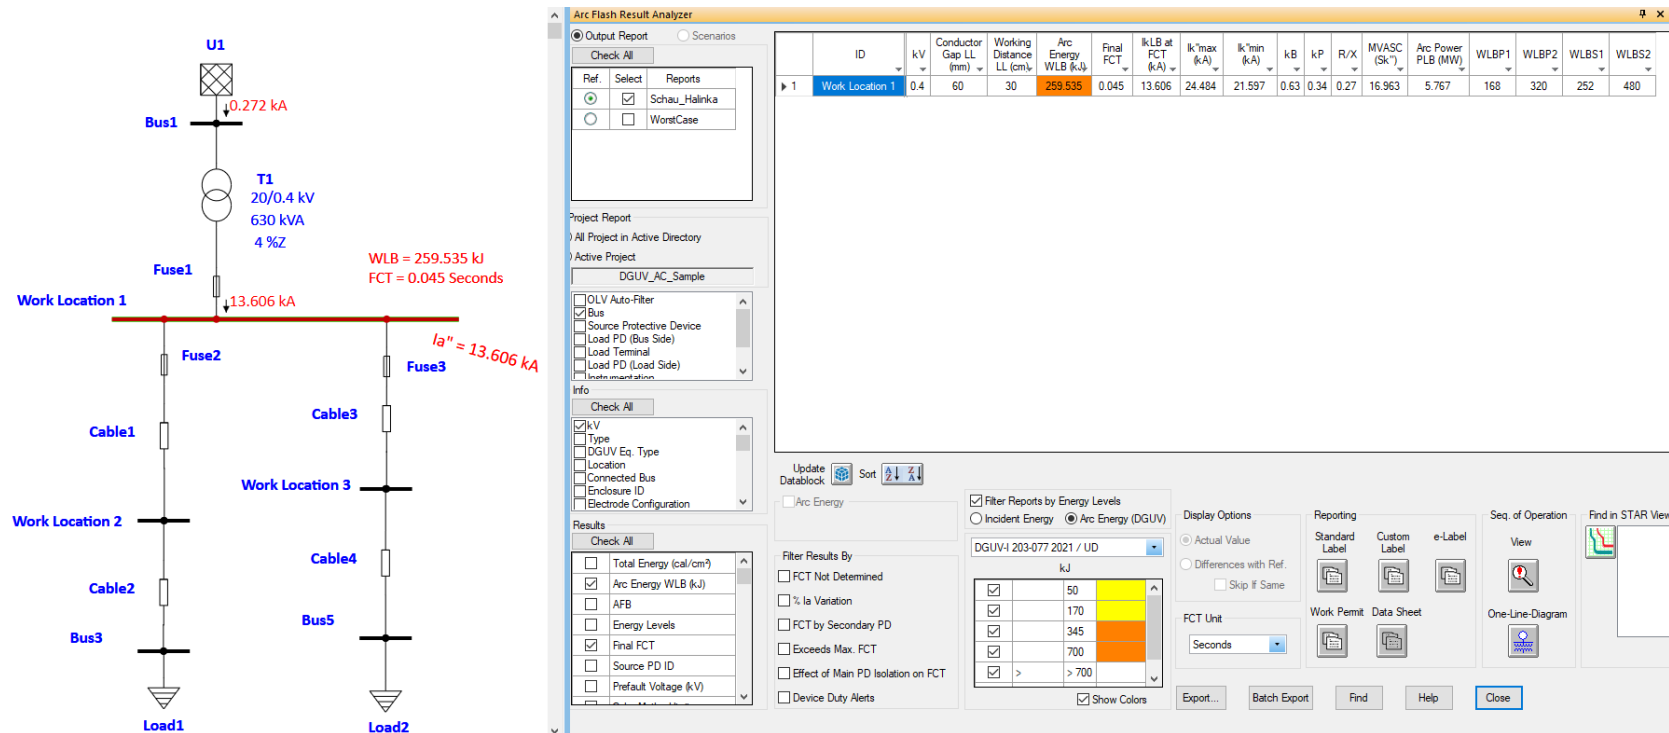 U1
0.272 kA
Bus1
T1
20/0.4 kV
630 kVA
4 %Z
WLB = 259.535 kJ
FCT = 0.045 Seconds
Fuse1
Work Location 1
13.606 kA
Ia" = 13.606 kA
Fuse2
Fuse3
Cable3
Cable1
Work Location 3
Work Location 2
Cable4
Cable2
Bus5
Bus3
Load1
Load2
Arc Flash Result Analyzer
Output Report
Scenarios
Check All
Ref. Select Reports
Schau_Halinka
WorstCase
Project Report
All Project in Active Directory
Active Project
DGUV_AC_Sample
OLV Auto-Filter
Bus
Source Protective Device
Load PD (Bus Side)
Load Terminal
Load PD (Load Side)
Instrumentation
Info
Check All
kV
Type
DGUV Eq. Type
Location
Connected Bus
Enclosure ID
Electrode Configuration
Results
Check All
Total Energy (cal/cm²)
Arc Energy WLB (kJ)
AFB
Energy Levels
Final FCT
Source PD ID
Prefault Voltage (kV)
ID kV Conductor Gap LL (mm) Working Distance LL (cm) Arc Energy WLB (kJ) Final FCT IkLB at FCT (kA) Ik"max (kA) Ik"min (kA) kB kP R/X MVASC (Sk") Arc Power PLB (MW) WLBP1 WLBP2 WLBS1 WLBS2
1 Work Location 1 0.4 60 30 259.535 0.045 13.606 24.484 21.597 0.63 0.34 0.27 16.963 5.767 168 320 252 480
Update
Datablock
Sort
Arc Energy
Filter Results By
FCT Not Determined
% Ia Variation
FCT by Secondary PD
Exceeds Max. FCT
Effect of Main PD Isolation on FCT
Device Duty Alerts
Filter Reports by Energy Levels
Incident Energy
Arc Energy (DGUV)
DGUV-I 203-077 2021 / UD
kJ
50
170
345
700
> > 700
Show Colors
Display Options
Actual Value
Differences with Ref.
Skip If Same
FCT Unit
Seconds
Reporting
Standard
Label
Custom
Label
e-Label
Work Permit
Data Sheet
Seq. of Operation
View
One-Line-Diagram
Find in STAR View
Export...
Batch Export
Find
Help
Close